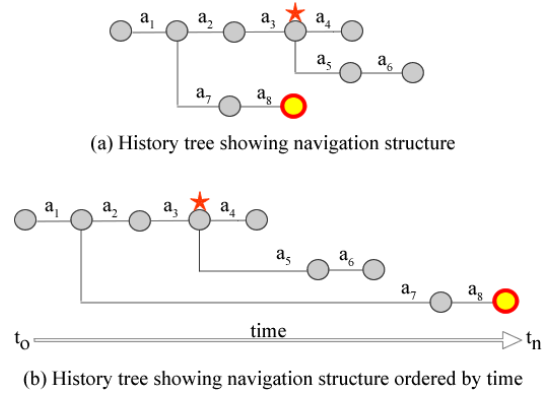 a1 a2 a3 a4
a5 a6
a7 a8
(a) History tree showing navigation structure
a1 a2 a3 a4
a5 a6
a7 a8
to time tn
(b) History tree showing navigation structure ordered by time